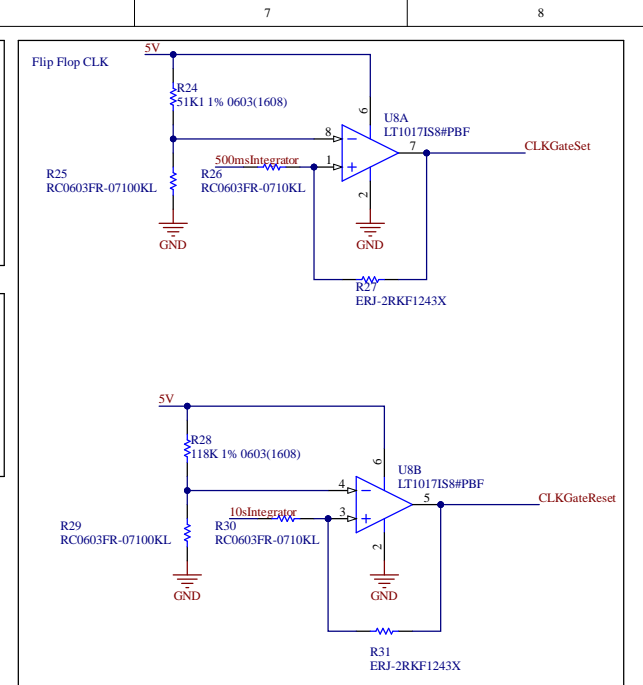 7
8
Flip Flop CLK
5V
R24
51K1 1% 0603(1608)
6
U8A
LT1017IS8#PBF
8
7
CLKGateSet
500msIntegrator
1
R25
RC0603FR-07100KL
R26
RC0603FR-0710KL
2
GND
GND
R27
ERJ-2RKF1243X
5V
R28
118K 1% 0603(1608)
6
U8B
LT1017IS8#PBF
4
5
CLKGateReset
10sIntegrator
3
R29
RC0603FR-07100KL
R30
RC0603FR-0710KL
2
GND
GND
R31
ERJ-2RKF1243X